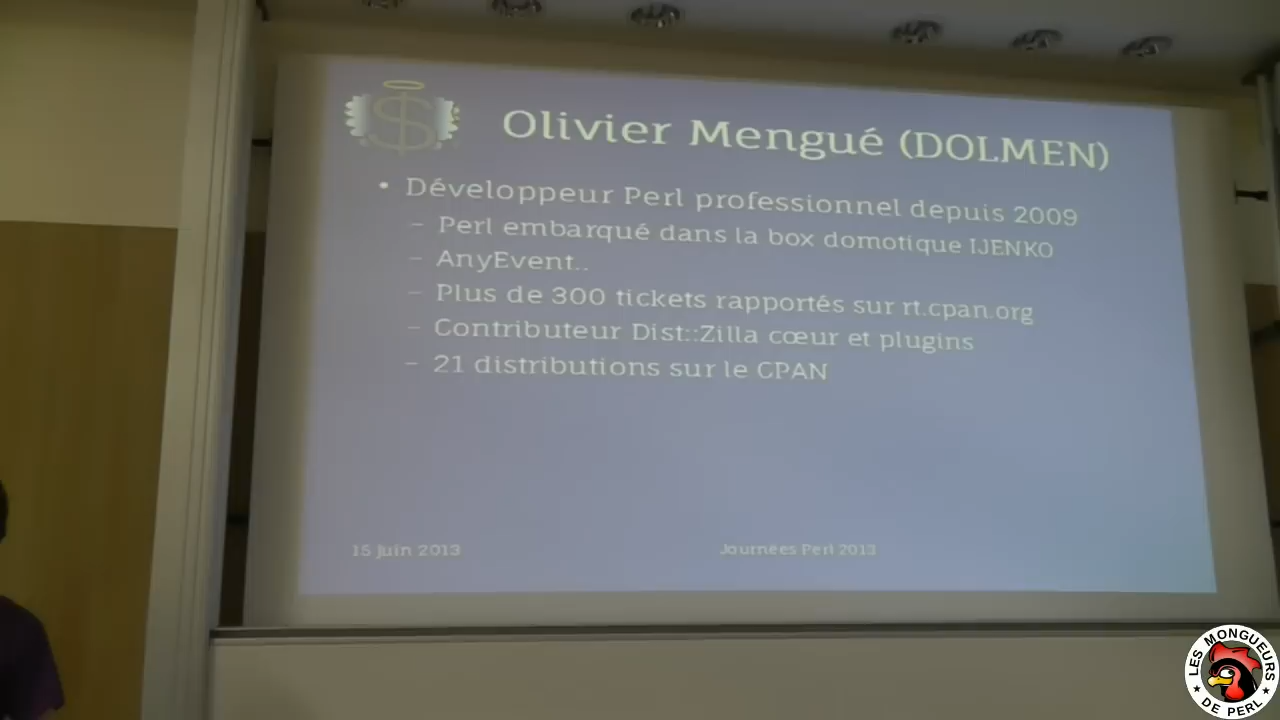 Olivier Mengué (DOLMEN)
• Développeur Perl professionnel depuis 2009
– Perl embarqué dans la box domotique IJENKO
– AnyEvent..
– Plus de 300 tickets rapportés sur rt.cpan.org
– Contributeur Dist::Zilla cœur et plugins
– 21 distributions sur le CPAN
15 juin 2013
Journées Perl 2013
LES MONGUEURS
★ DE PERL ★